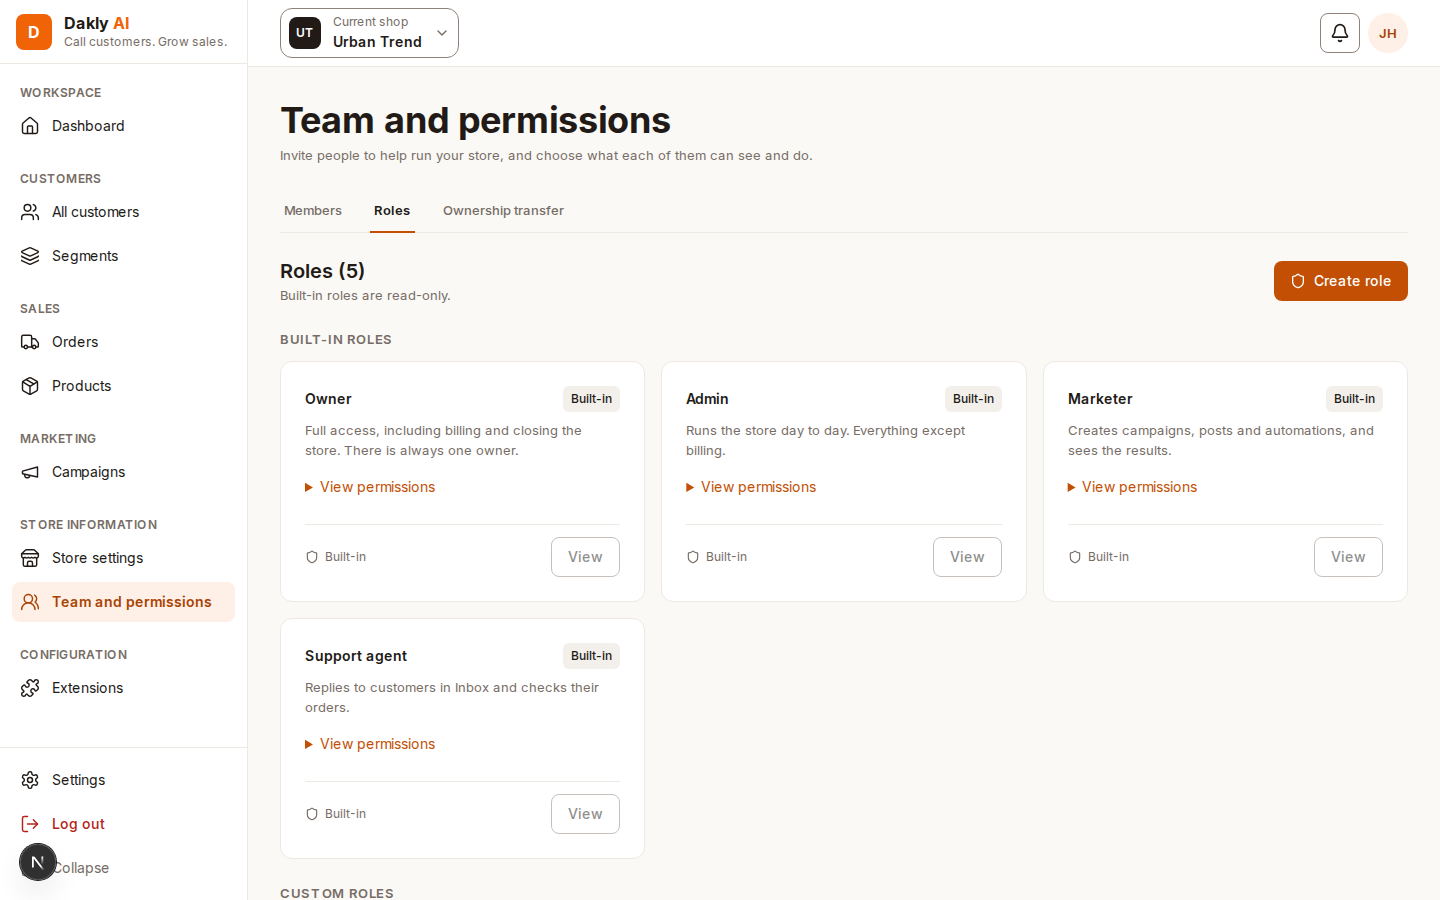 D
Dakly AI
Call customers. Grow sales.
UT
Current shop
Urban Trend
JH
WORKSPACE
Dashboard
CUSTOMERS
All customers
Segments
SALES
Orders
Products
MARKETING
Campaigns
STORE INFORMATION
Store settings
Team and permissions
CONFIGURATION
Extensions
Settings
Log out
N
Collapse
Team and permissions
Invite people to help run your store, and choose what each of them can see and do.
Members
Roles
Ownership transfer
Roles (5)
Built-in roles are read-only.
Create role
BUILT-IN ROLES
Owner
Built-in
Full access, including billing and closing the
store. There is always one owner.
View permissions
Built-in
View
Admin
Built-in
Runs the store day to day. Everything except
billing.
View permissions
Built-in
View
Marketer
Built-in
Creates campaigns, posts and automations, and
sees the results.
View permissions
Built-in
View
Support agent
Built-in
Replies to customers in Inbox and checks their
orders.
View permissions
Built-in
View
CUSTOM ROLES